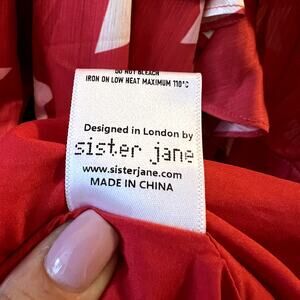 DO NOT BLEACH
IRON ON LOW HEAT MAXIMUM 110°C
Designed in London by
sister jane
www.sisterjane.com
MADE IN CHINA